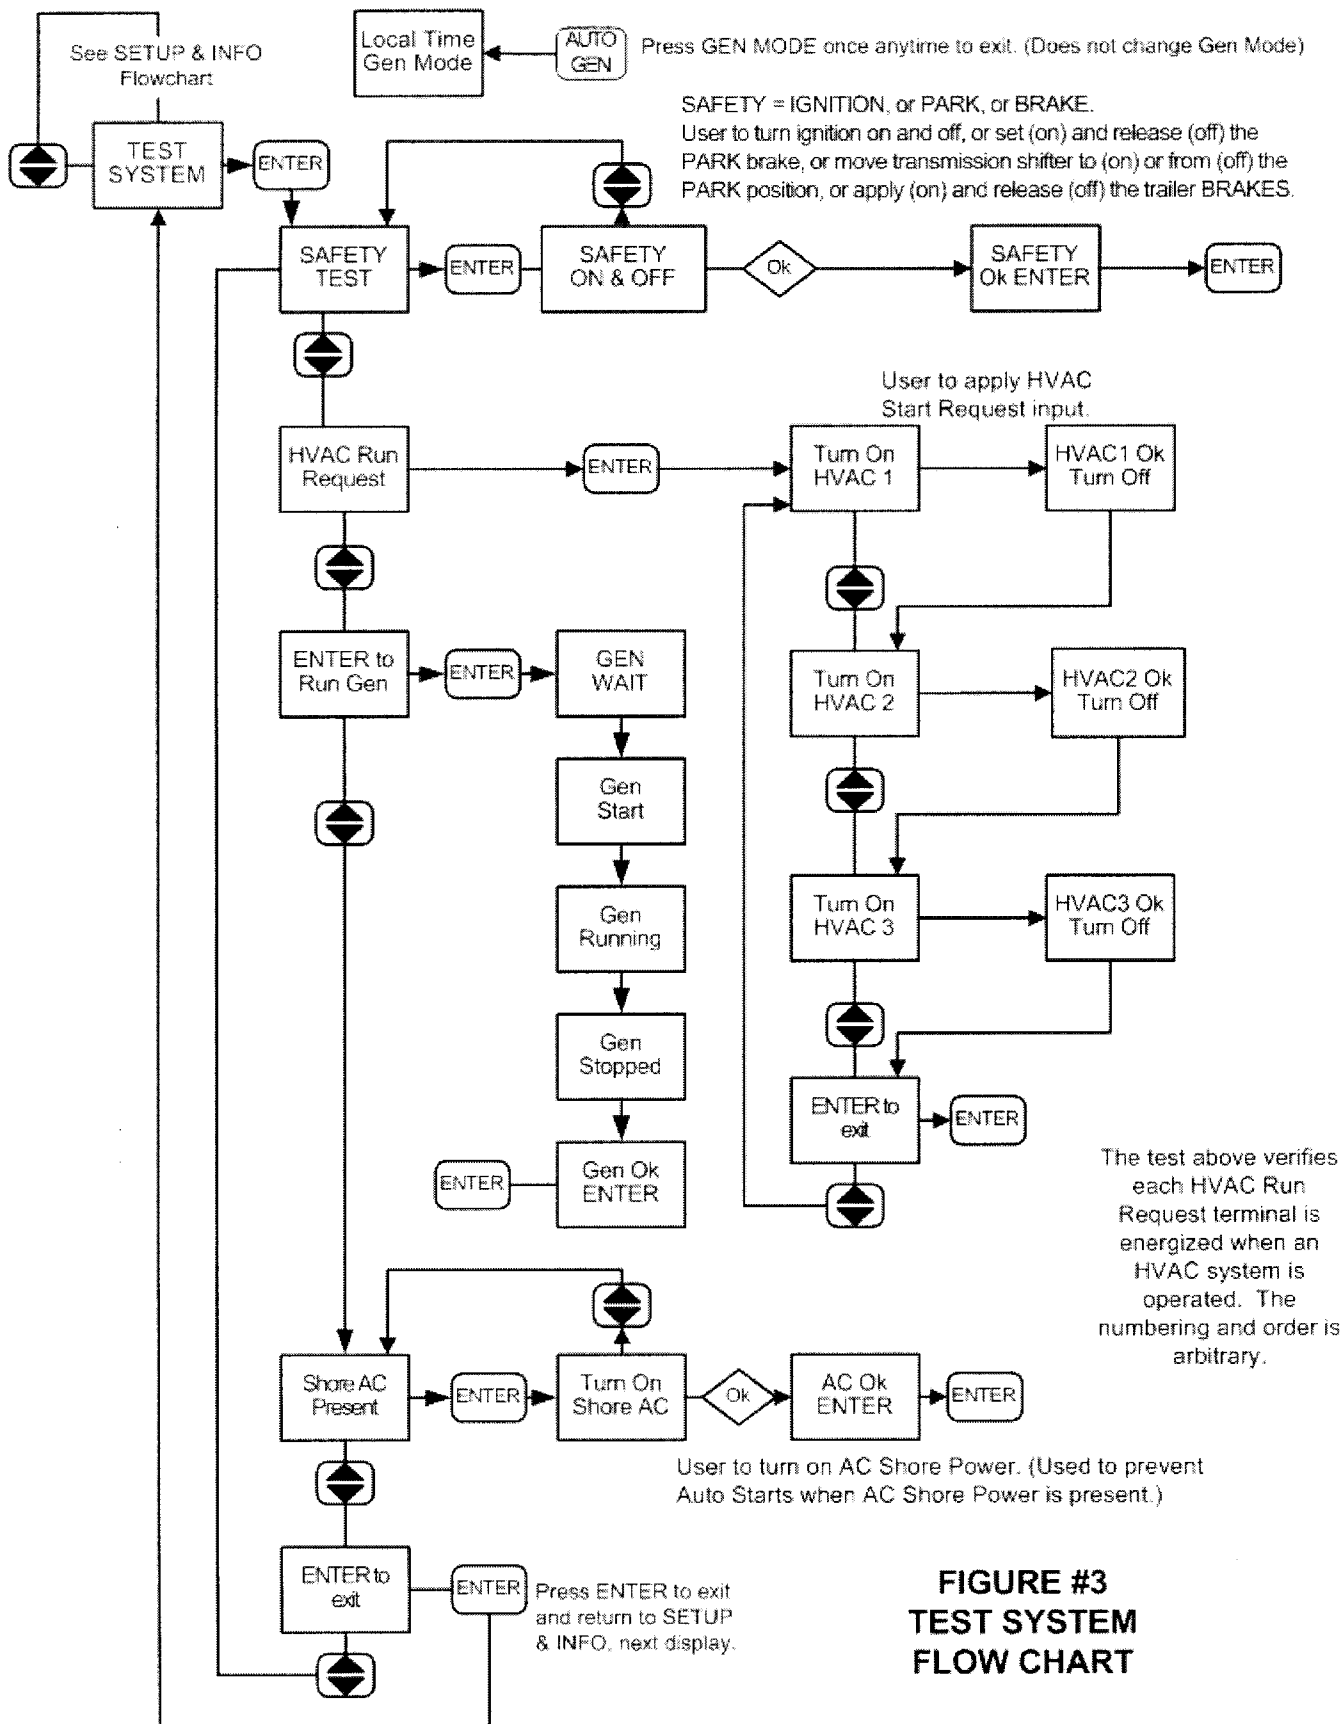 See SETUP & INFO
Flowchart
Local Time
Gen Mode
AUTO
GEN
Press GEN MODE once anytime to exit. (Does not change Gen Mode)
SAFETY = IGNITION, or PARK, or BRAKE.
User to turn ignition on and off, or set (on) and release (off) the
PARK brake, or move transmission shifter to (on) or from (off) the
PARK position, or apply (on) and release (off) the trailer BRAKES.
TEST
SYSTEM
ENTER
SAFETY
TEST
ENTER
SAFETY
ON & OFF
Ok
SAFETY
Ok ENTER
ENTER
User to apply HVAC
Start Request input.
HVAC Run
Request
ENTER
Turn On
HVAC 1
HVAC1 Ok
Turn Off
ENTER to
Run Gen
ENTER
GEN
WAIT
Turn On
HVAC 2
HVAC2 Ok
Turn Off
Gen
Start
Gen
Running
Turn On
HVAC 3
HVAC3 Ok
Turn Off
Gen
Stopped
ENTER to
exit
ENTER
Gen Ok
ENTER
ENTER
The test above verifies
each HVAC Run
Request terminal is
energized when an
HVAC system is
operated. The
numbering and order is
arbitrary.
Shore AC
Present
ENTER
Turn On
Shore AC
Ok
AC Ok
ENTER
ENTER
User to turn on AC Shore Power. (Used to prevent
Auto Starts when AC Shore Power is present.)
ENTER to
exit
ENTER
Press ENTER to exit
and return to SETUP
& INFO, next display.
FIGURE #3
TEST SYSTEM
FLOW CHART